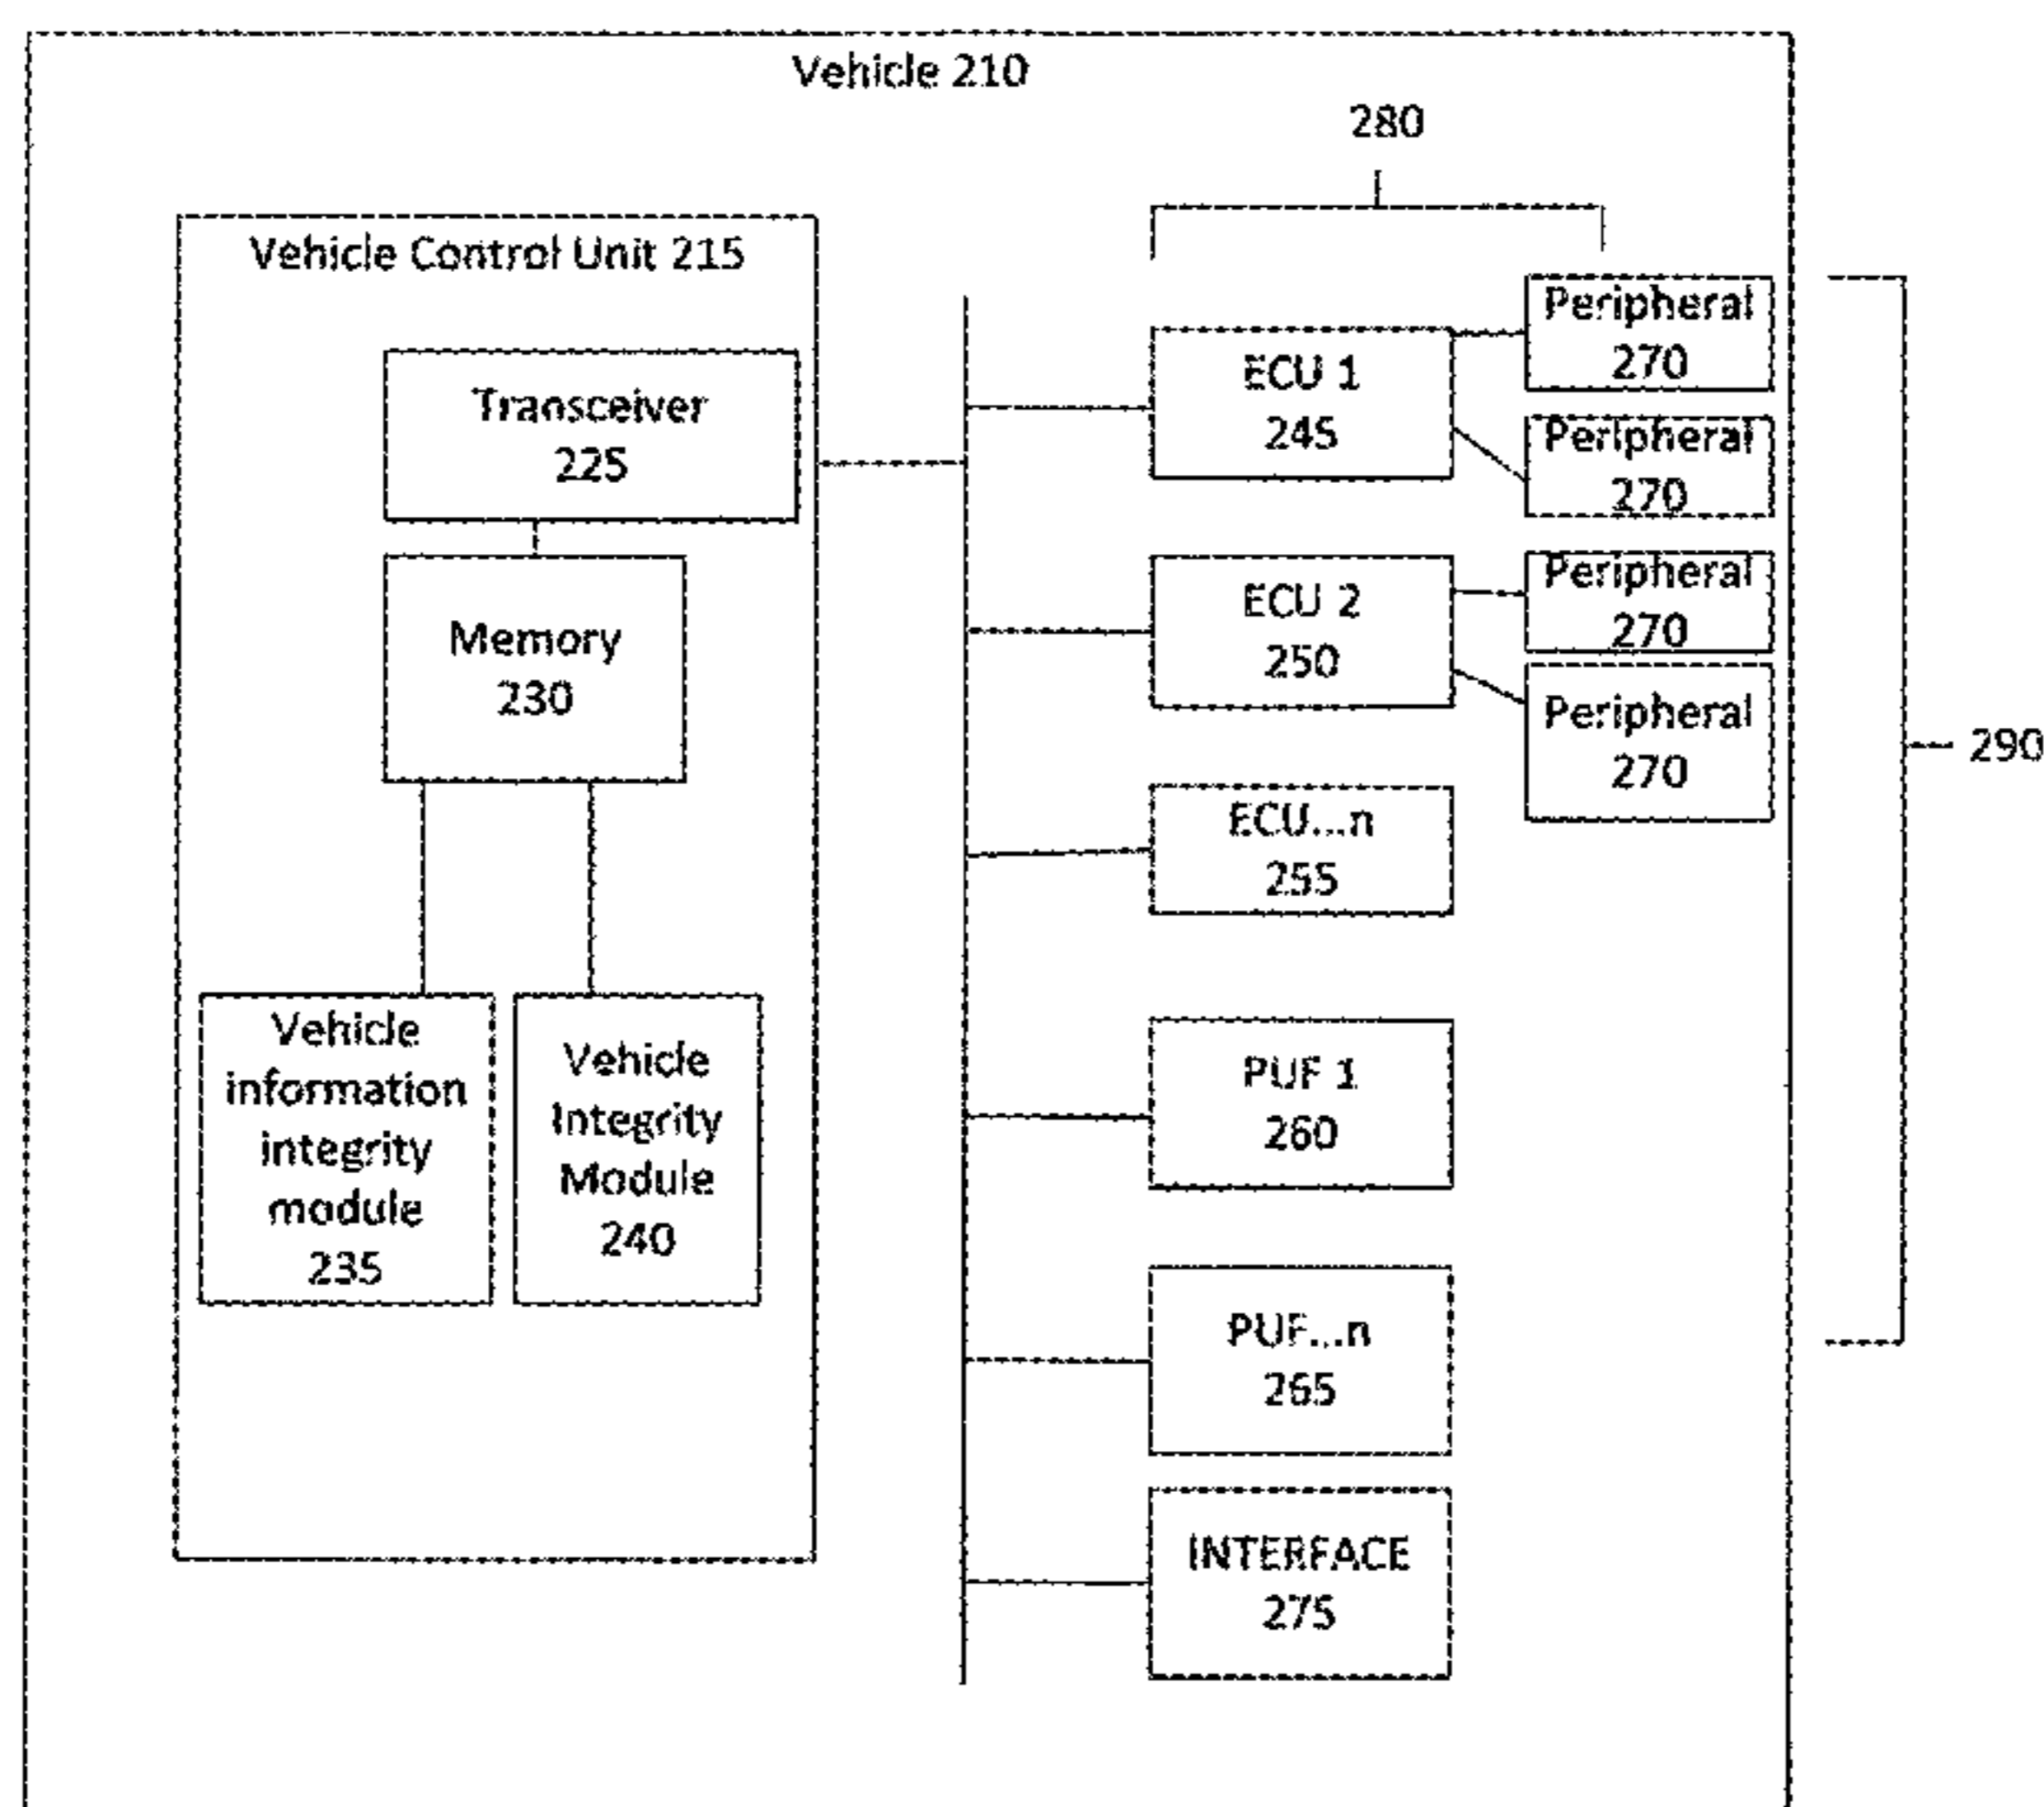 Vehicle 210
280
Vehicle Control Unit 215
Transceiver
225
Memory
230
Vehicle
information
integrity
module
235
Vehicle
Integrity
Module
240
ECU 1
245
Peripheral
270
Peripheral
270
ECU 2
250
Peripheral
270
Peripheral
270
ECU...n
255
PUF 1
260
PUF...n
265
INTERFACE
275
290